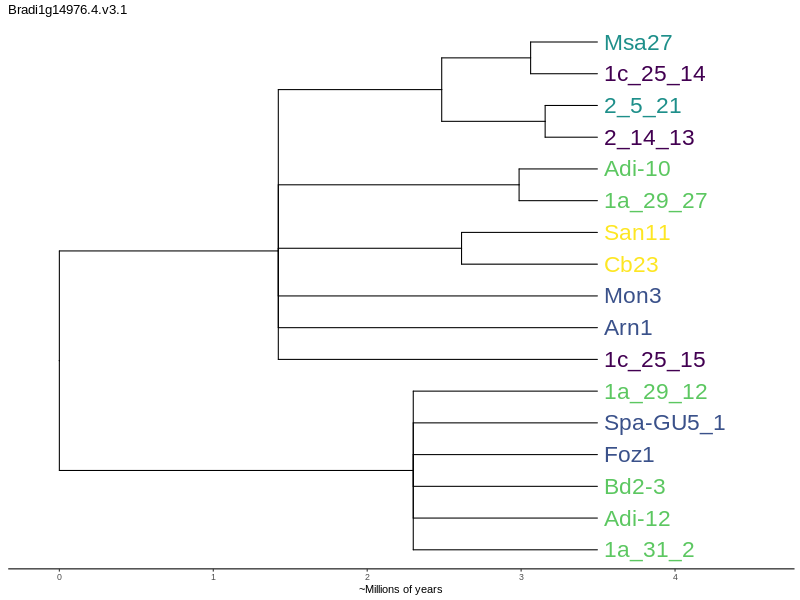 Bradi1g14976.4.v3.1
Msa27
1c_25_14
2_5_21
2_14_13
Adi-10
1a_29_27
San11
Cb23
Mon3
Arn1
1c_25_15
1a_29_12
Spa-GU5_1
Foz1
Bd2-3
Adi-12
1a_31_2
0 1 2 3 4
~Millions of years